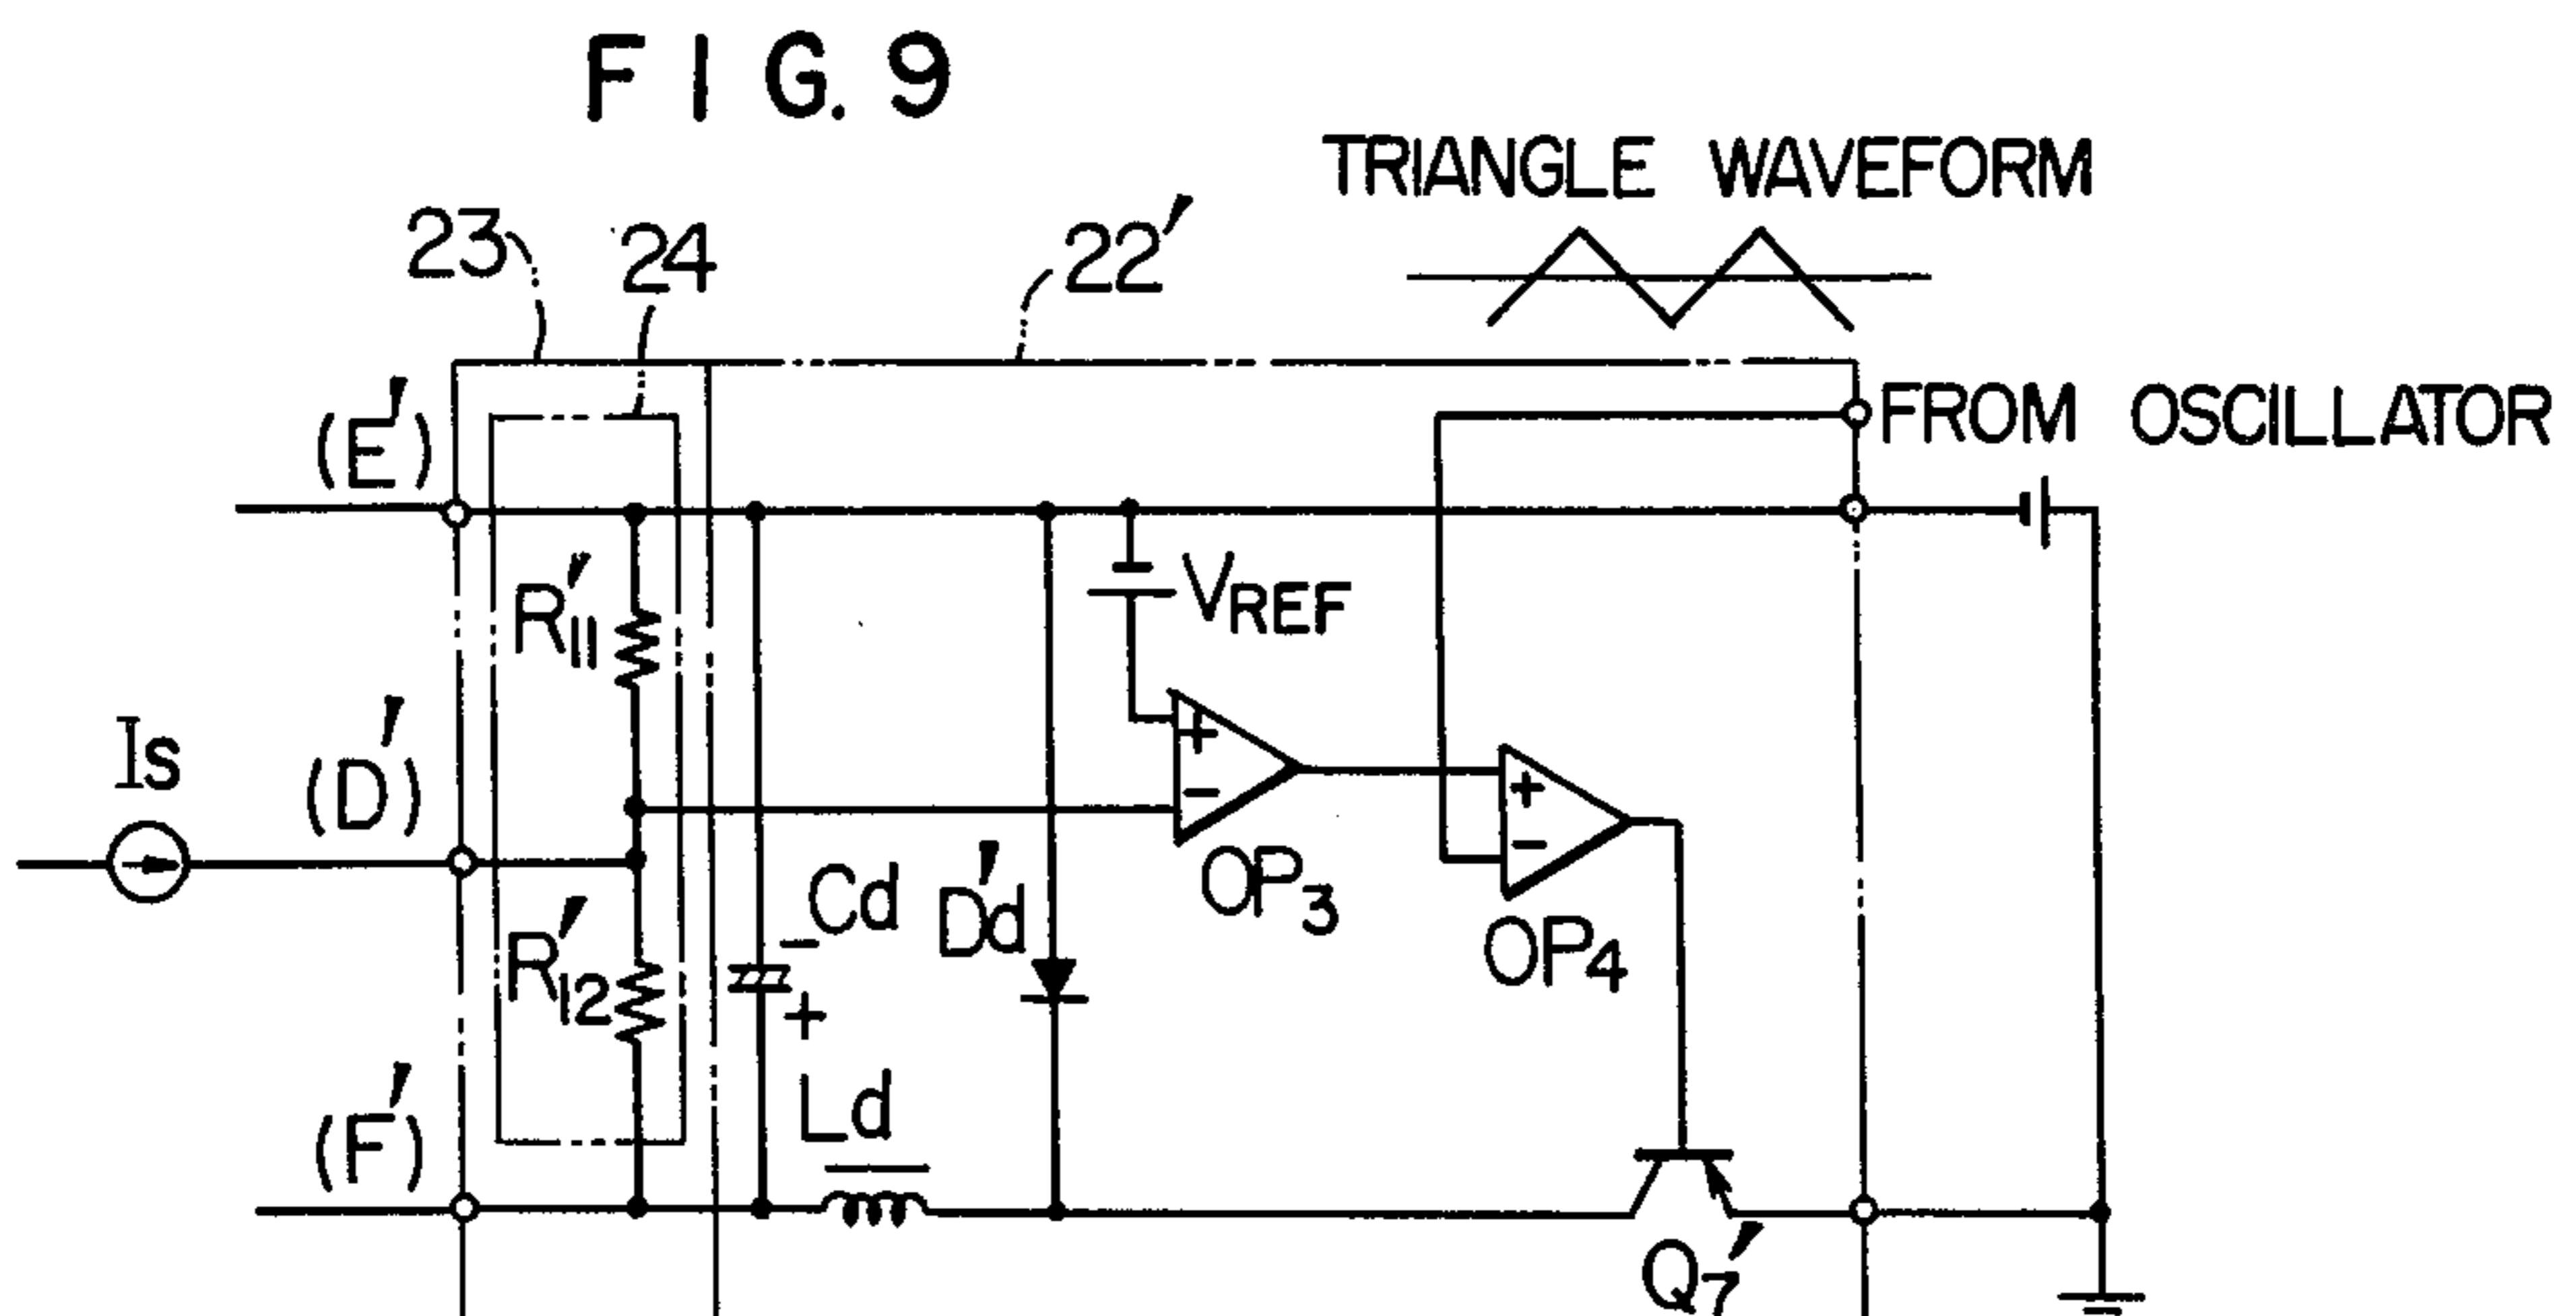 FIG. 9
TRIANGLE WAVEFORM
23
24
22'
(E')
FROM OSCILLATOR
R'11
VREF
+
-
Is
(D')
+
-
OP3
-
Cd
D'd
OP4
R'12
+
Ld
(F')
Q7'